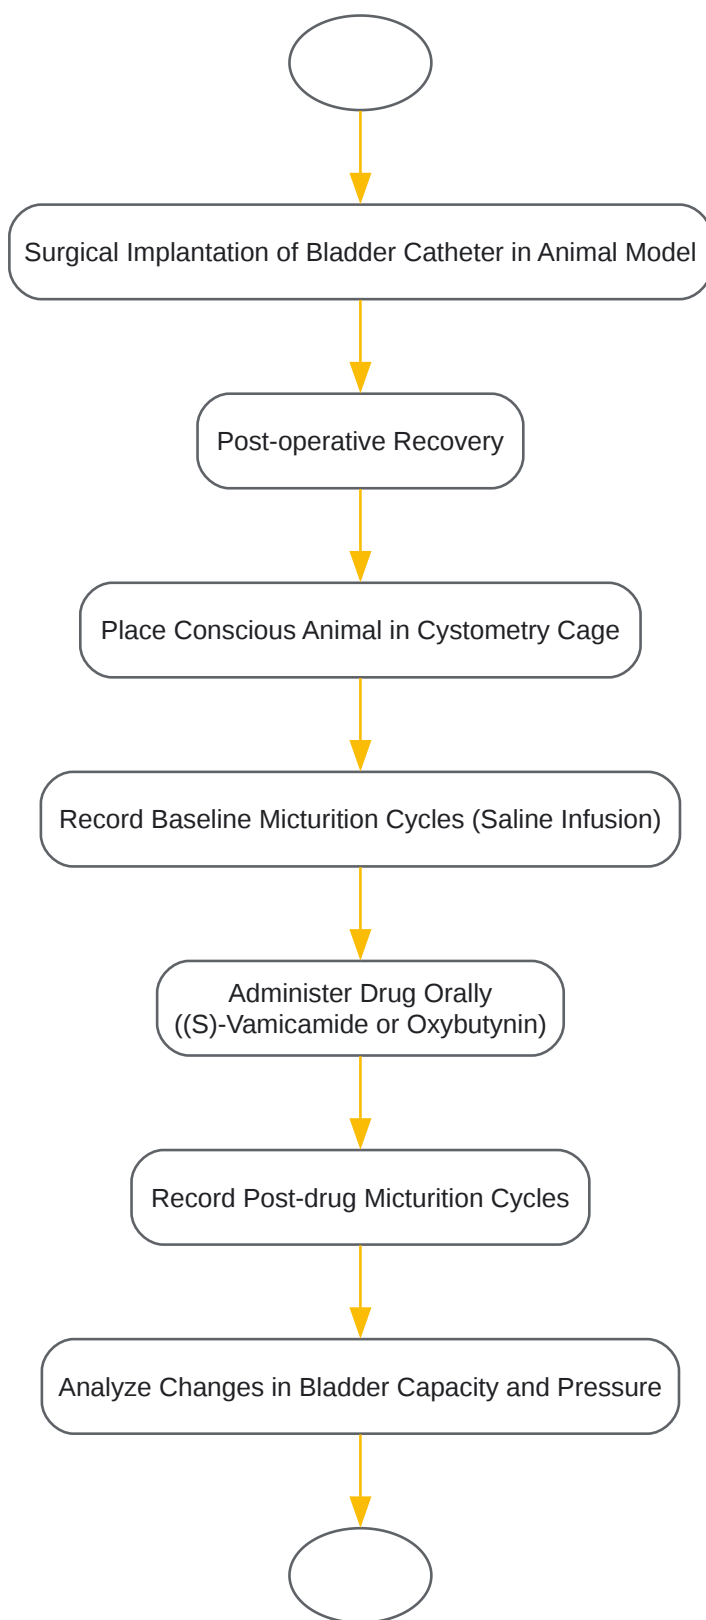 Surgical Implantation of Bladder Catheter in Animal Model
Post-operative Recovery
Place Conscious Animal in Cystometry Cage
Record Baseline Micturition Cycles (Saline Infusion)
Administer Drug Orally
((S)-Vamicamide or Oxybutynin)
Record Post-drug Micturition Cycles
Analyze Changes in Bladder Capacity and Pressure